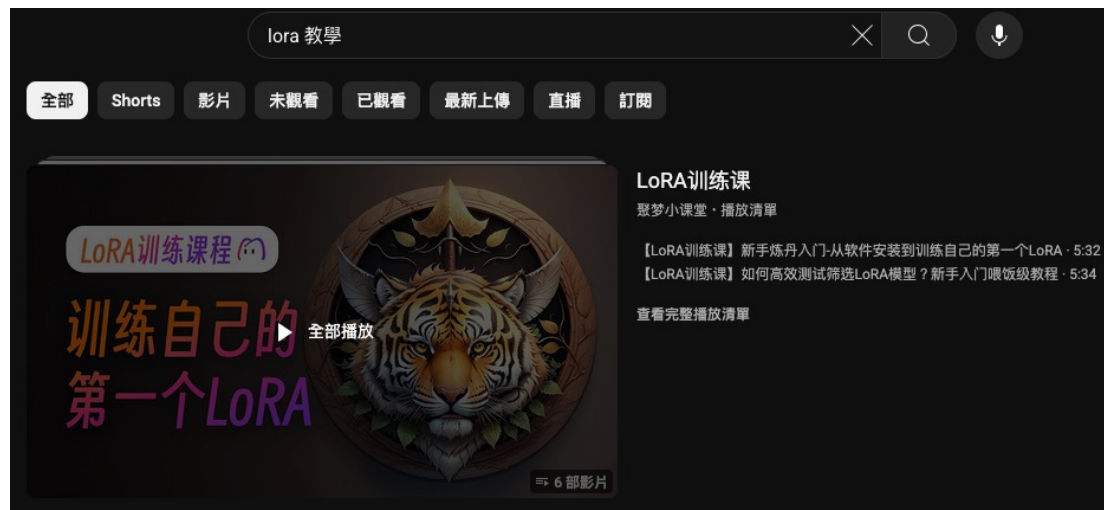 lora 教學
全部 Shorts 影片 未觀看 已觀看 最新上傳 直播 訂閱
LoRA训练课程
训练自己的
第一个LoRA
全部播放
6 部影片
LoRA训练课
聚梦小课堂 · 播放清單
【LoRA训练课】新手炼丹入门-从软件安装到训练自己的第一个LoRA · 5:32
【LoRA训练课】如何高效测试筛选LoRA模型？新手入门喂饭级教程 · 5:34
查看完整播放清單